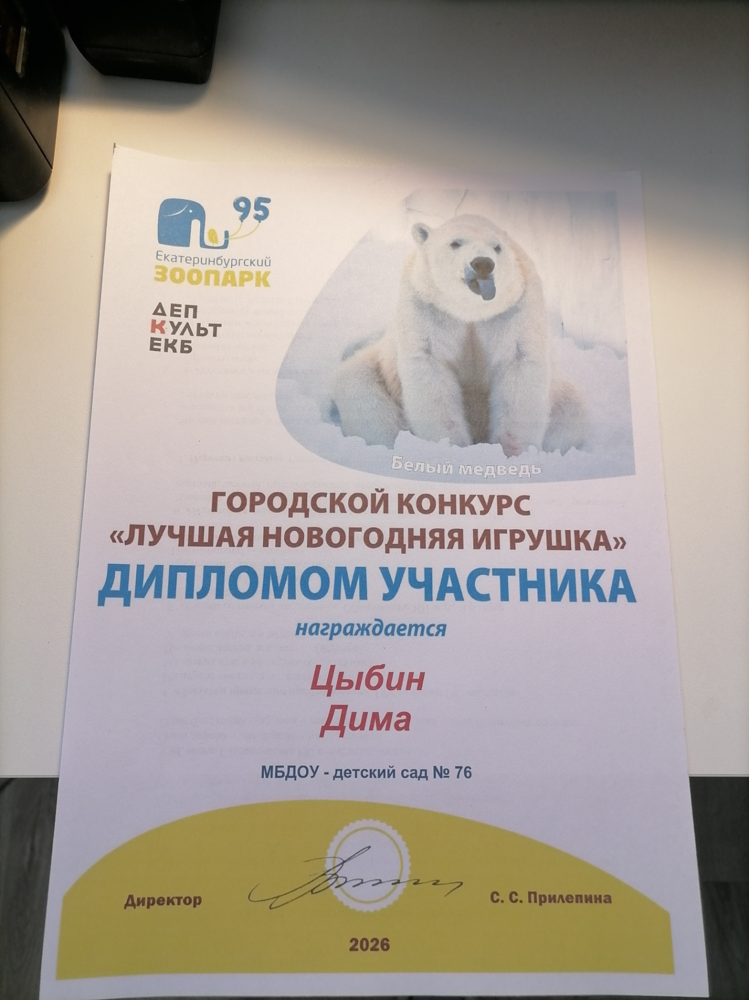 95
Екатеринбургский
ЗООПАРК
ДЕП
КУЛЬТ
ЕКБ
Белый медведь
ГОРОДСКОЙ КОНКУРС
«ЛУЧШАЯ НОВОГОДНЯЯ ИГРУШКА»
ДИПЛОМОМ УЧАСТНИКА
награждается
Цыбин
Дима
МБДОУ - детский сад № 76
Директор
С. С. Прилепина
2026